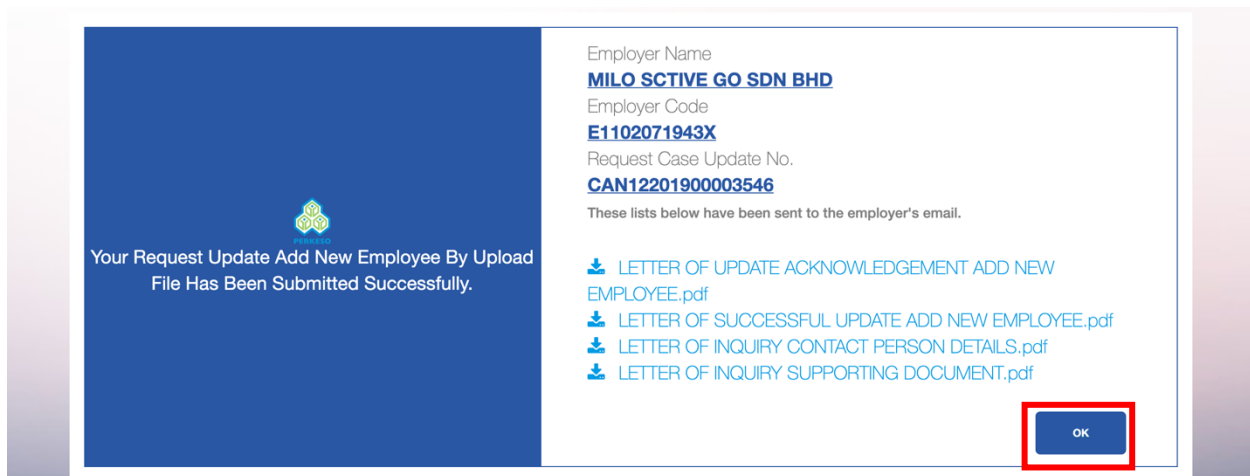 PERKESO
Your Request Update Add New Employee By Upload
File Has Been Submitted Successfully.
Employer Name
MILO SCTIVE GO SDN BHD
Employer Code
E1102071943X
Request Case Update No.
CAN12201900003546
These lists below have been sent to the employer's email.
LETTER OF UPDATE ACKNOWLEDGEMENT ADD NEW
EMPLOYEE.pdf
LETTER OF SUCCESSFUL UPDATE ADD NEW EMPLOYEE.pdf
LETTER OF INQUIRY CONTACT PERSON DETAILS.pdf
LETTER OF INQUIRY SUPPORTING DOCUMENT.pdf
OK